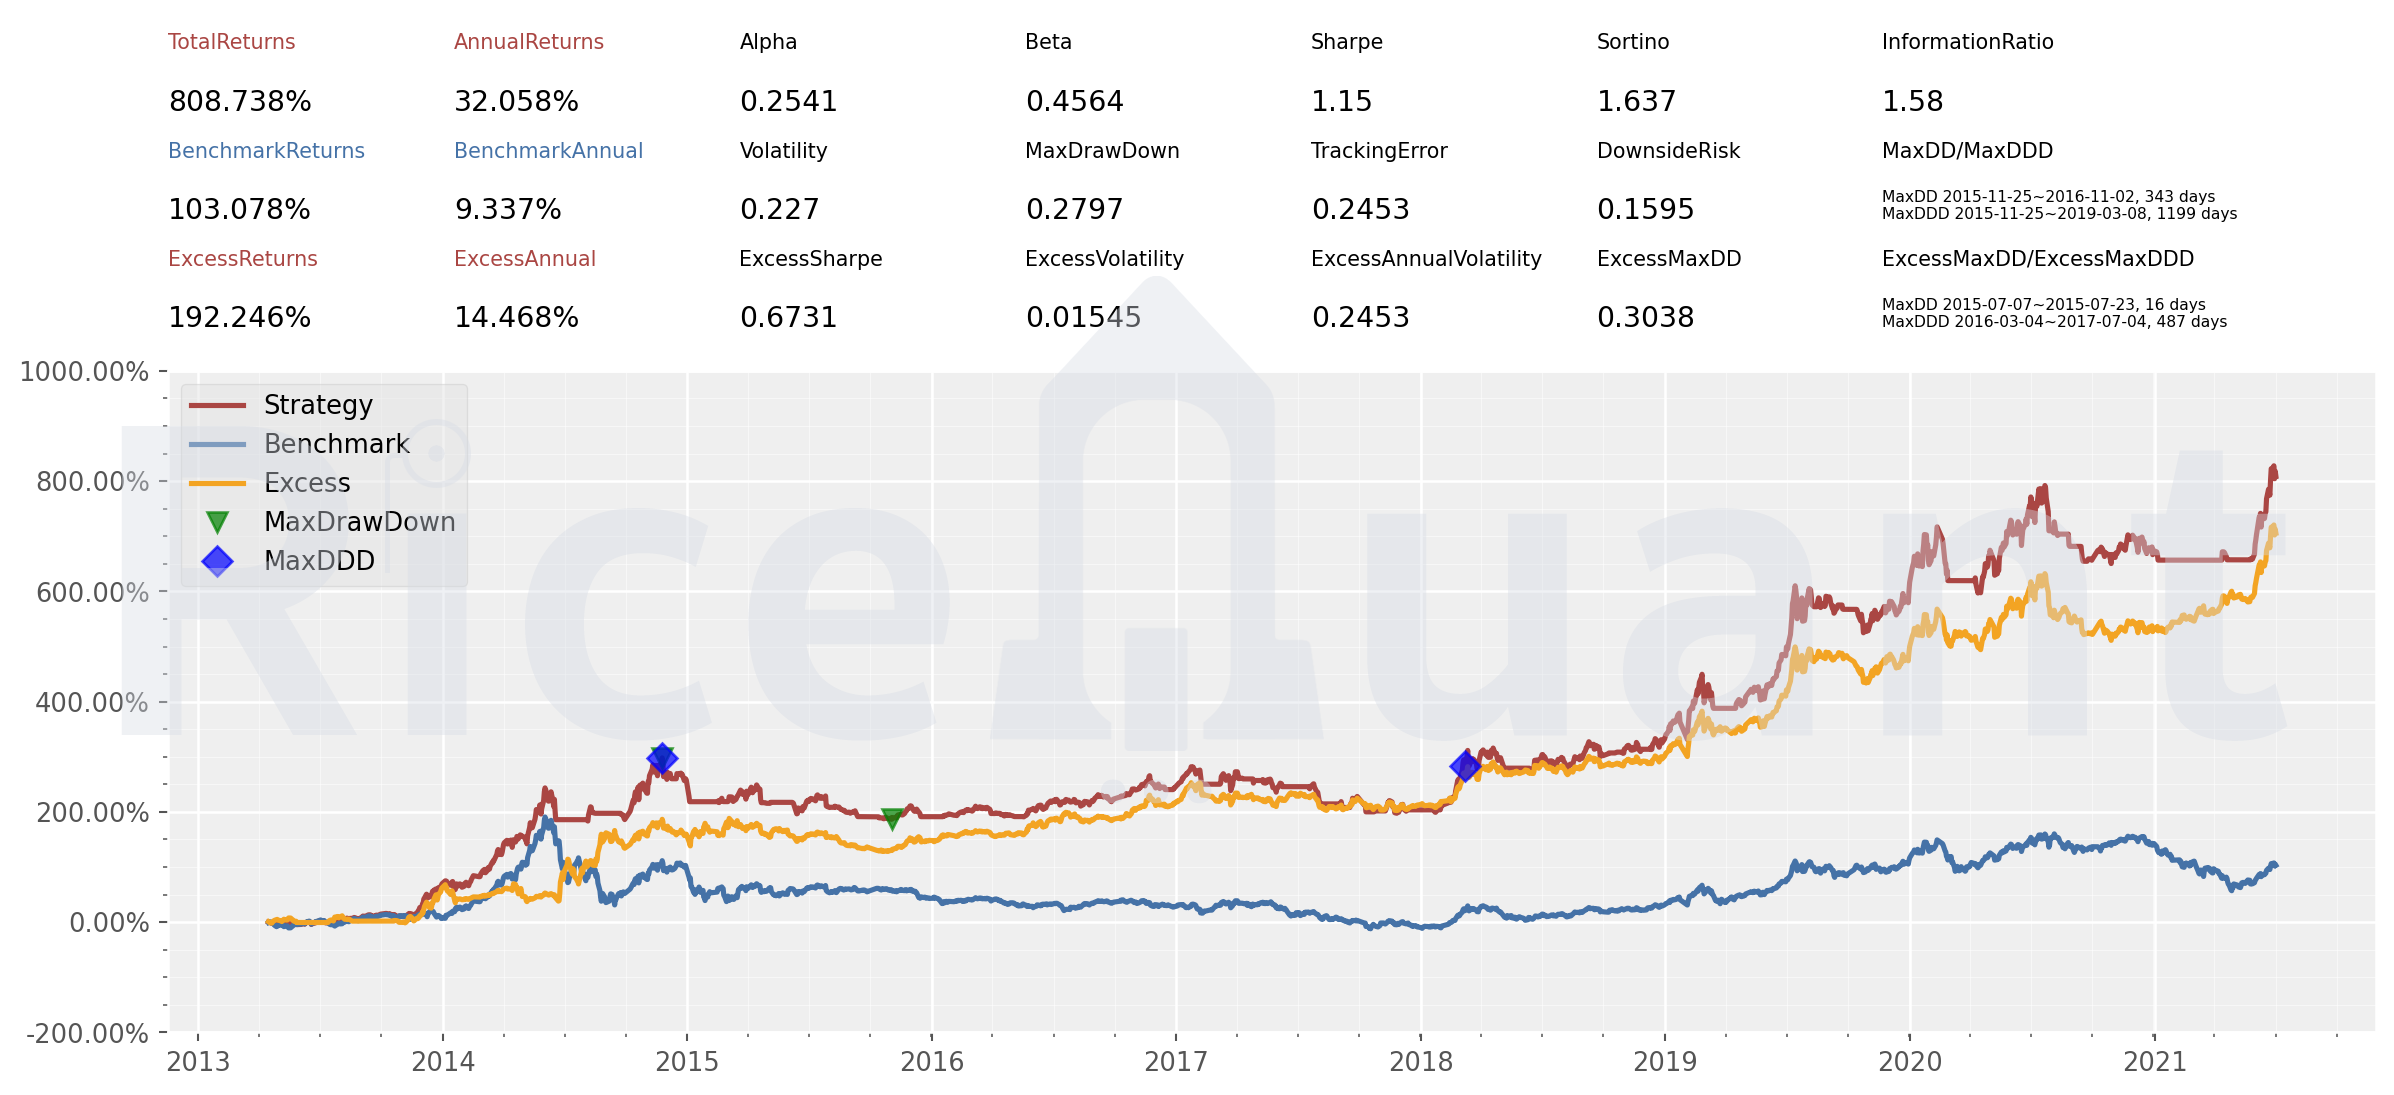 TotalReturns AnnualReturns Alpha Beta Sharpe Sortino InformationRatio
808.738% 32.058% 0.2541 0.4564 1.15 1.637 1.58
BenchmarkReturns BenchmarkAnnual Volatility MaxDrawDown TrackingError DownsideRisk MaxDD/MaxDDD
103.078% 9.337% 0.227 0.2797 0.2453 0.1595 MaxDD 2015-11-25~2016-11-02, 343 days
MaxDDD 2015-11-25~2019-03-08, 1199 days
ExcessReturns ExcessAnnual ExcessSharpe ExcessVolatility ExcessAnnualVolatility ExcessMaxDD ExcessMaxDD/ExcessMaxDDD
192.246% 14.468% 0.6731 0.01545 0.2453 0.3038 MaxDD 2015-07-07~2015-07-23, 16 days
MaxDDD 2016-03-04~2017-07-04, 487 days
1000.00%
800.00%
600.00%
400.00%
200.00%
0.00%
-200.00%
Strategy
Benchmark
Excess
MaxDrawDown
MaxDDD
RiceQuant
2013 2014 2015 2016 2017 2018 2019 2020 2021